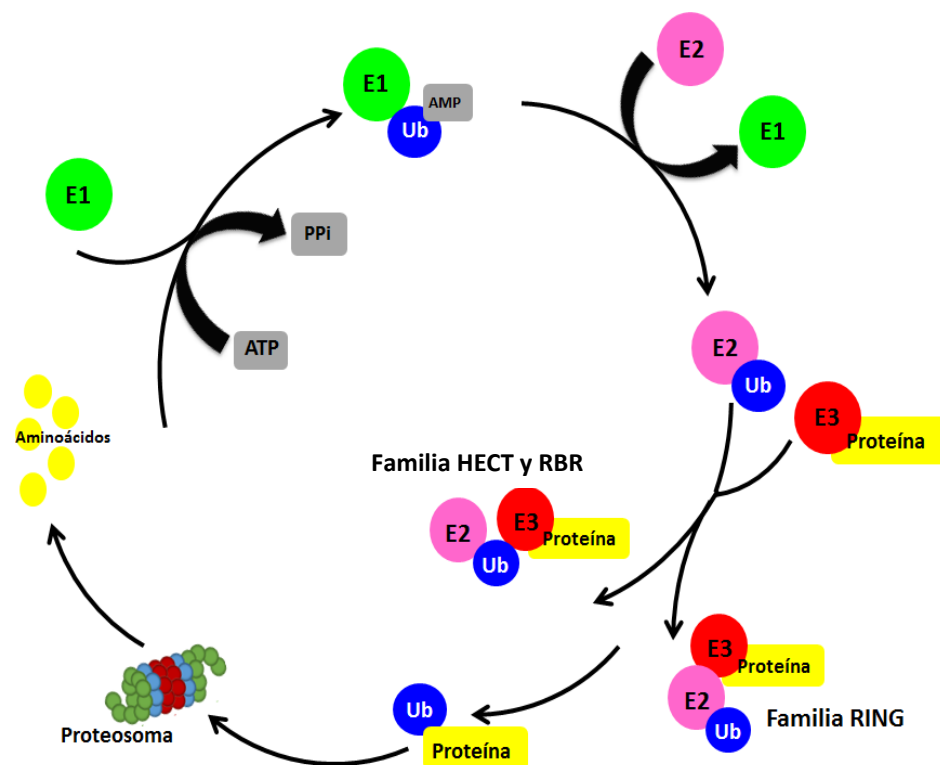 E1
AMP
Ub
E2
E1
E1
PPi
ATP
E2
Ub
E3
Proteína
Aminoácidos
Familia HECT y RBR
E2
E3
Proteína
Ub
E3
Proteína
E2
Ub
Familia RING
Ub
Proteína
Proteosoma